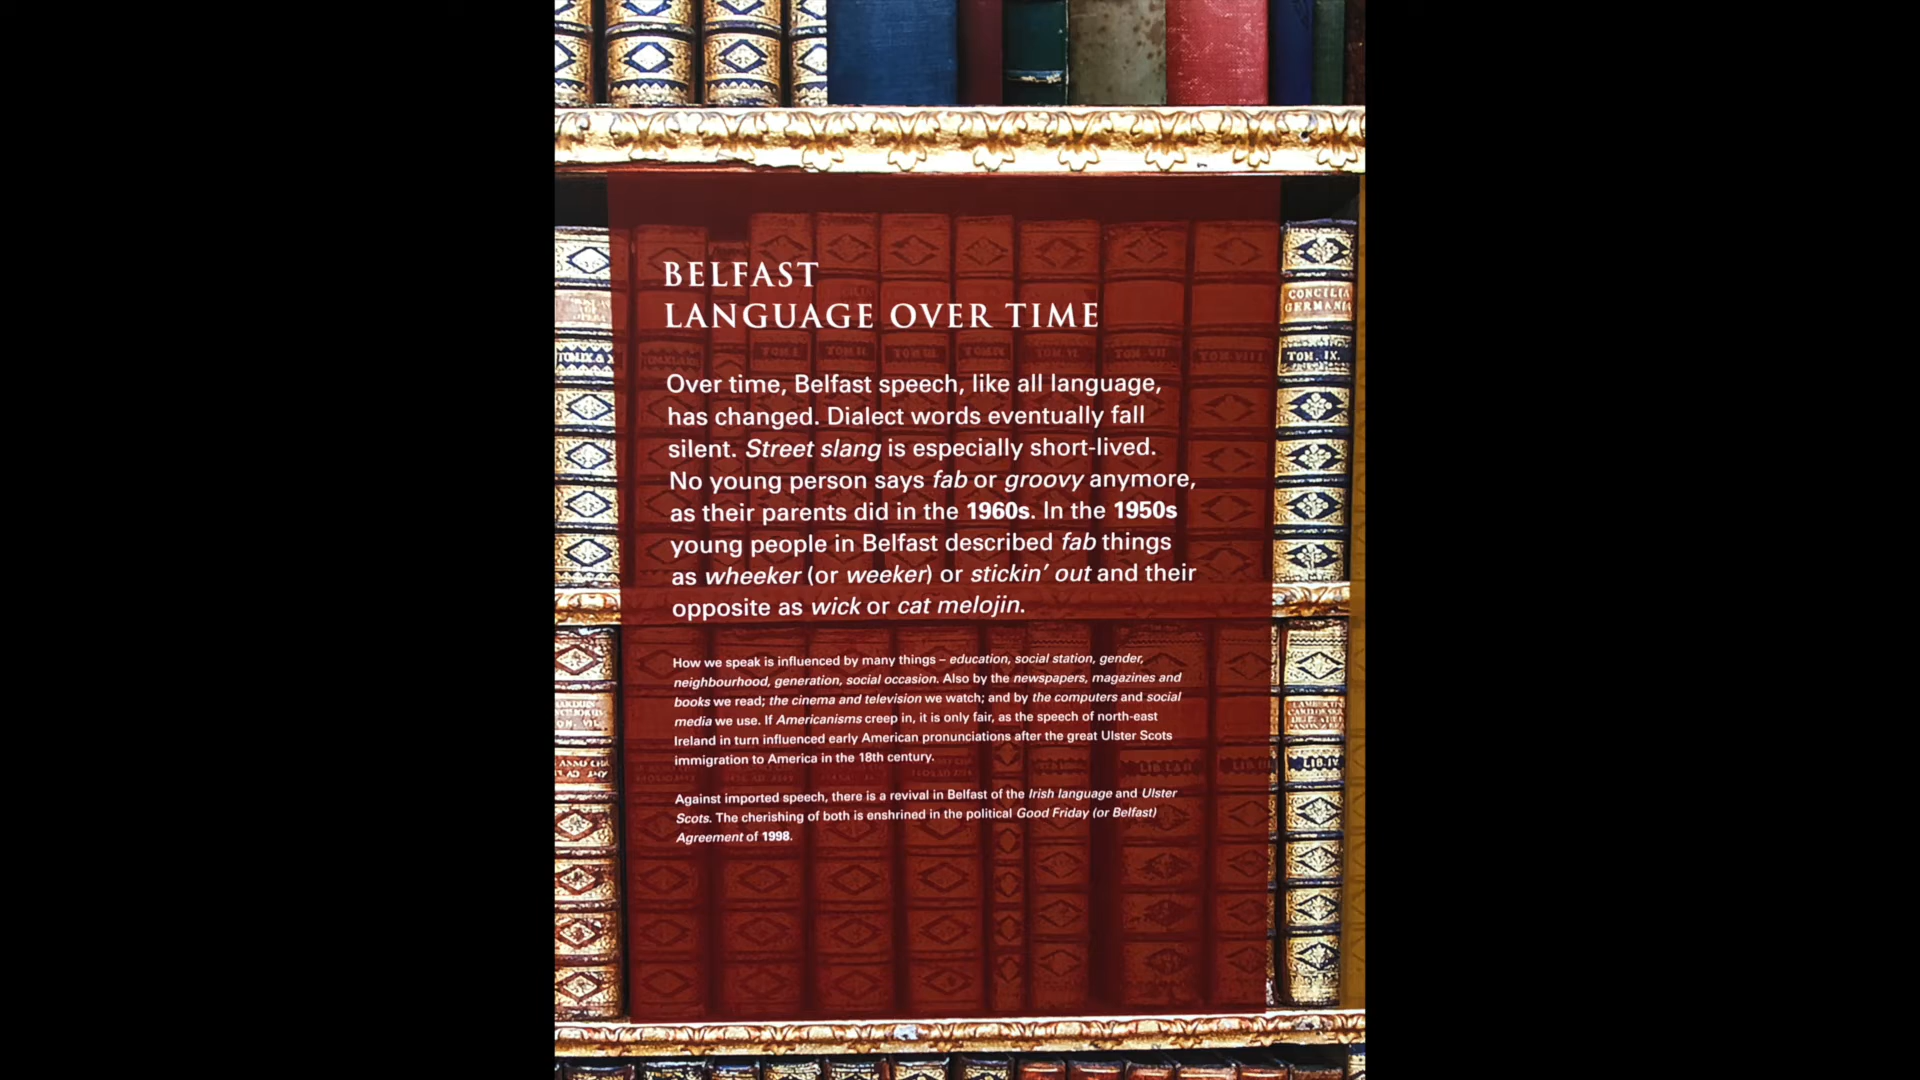 BELFAST
LANGUAGE OVER TIME
Over time, Belfast speech, like all language,
has changed. Dialect words eventually fall
silent. Street slang is especially short-lived.
No young person says fab or groovy anymore,
as their parents did in the 1960s. In the 1950s
young people in Belfast described fab things
as wheeker (or weeker) or stickin' out and their
opposite as wick or cat melojin.
How we speak is influenced by many things – education, social station, gender,
neighbourhood, generation, social occasion. Also by the newspapers, magazines and
books we read; the cinema and television we watch; and by the computers and social
media we use. If Americanisms creep in, it is only fair, as the speech of north-east
Ireland in turn influenced early American pronunciations after the great Ulster Scots
immigration to America in the 18th century.
Against imported speech, there is a revival in Belfast of the Irish language and Ulster
Scots. The cherishing of both is enshrined in the political Good Friday (or Belfast)
Agreement of 1998.
CONCILIA
GERMANIA
TOM. IX.
TOM. I.
TOM. VI.
TOM. VII
TOM. VIII
LIB. IV.